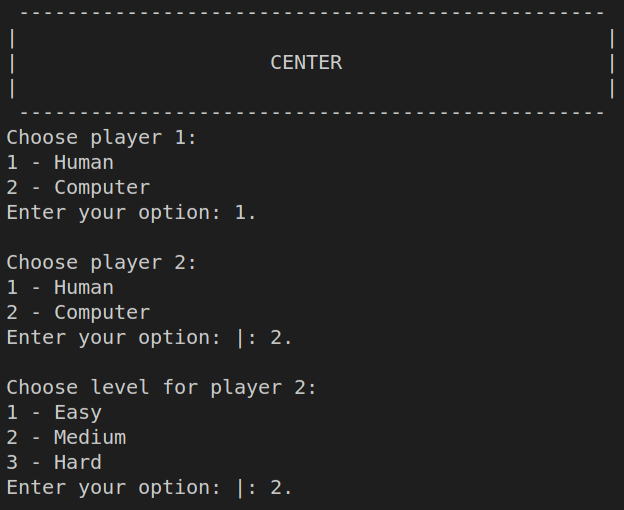 -------------------------------------------------
|                                                 |
|                     CENTER                      |
|                                                 |
-------------------------------------------------
Choose player 1:
1 - Human
2 - Computer
Enter your option: 1.

Choose player 2:
1 - Human
2 - Computer
Enter your option: |: 2.

Choose level for player 2:
1 - Easy
2 - Medium
3 - Hard
Enter your option: |: 2.